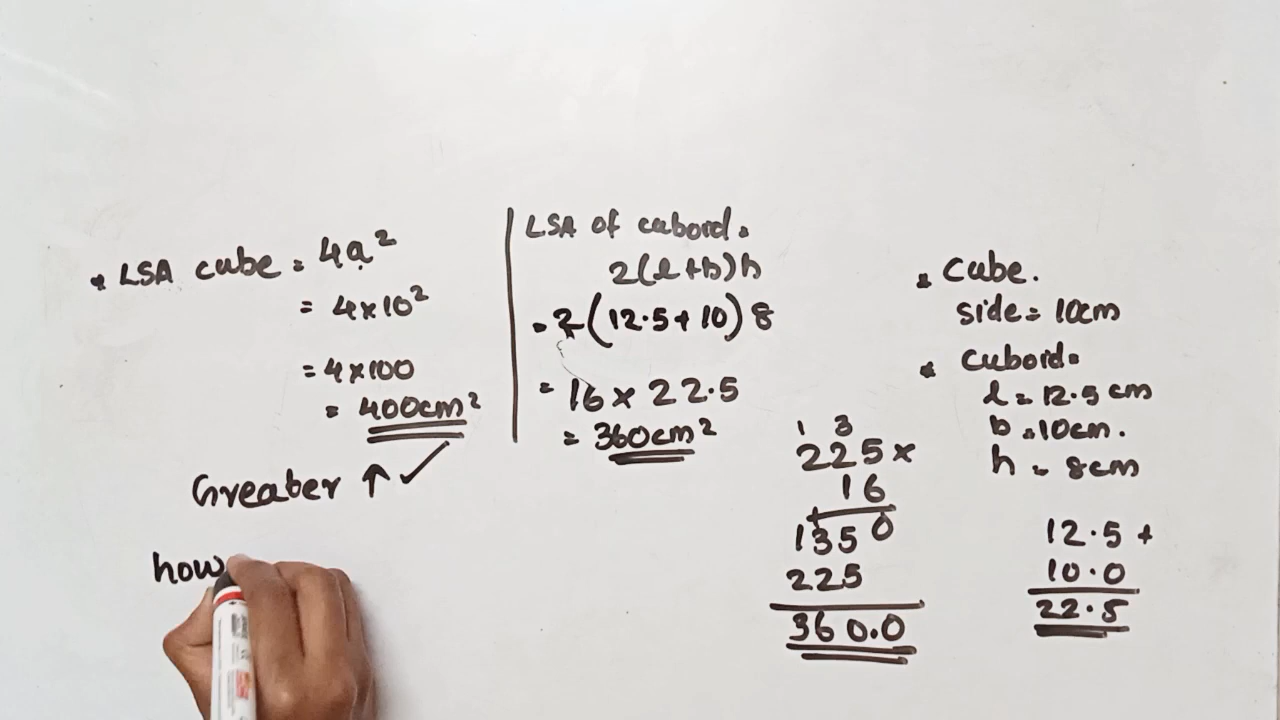 * LSA cube = 4a²
= 4×10²
= 4×100
= 400cm²
Greater ↑ ✓
how
LSA of cuboid =
2(l+b)h
= 2(12.5+10)8
= 16 × 22.5
= 360cm²
* Cube.
side = 10cm
* Cuboid =
l = 12.5 cm
b = 10cm.
h = 8cm
1 3
225 ×
16
1350
225
360.0
12.5 +
10.0
22.5